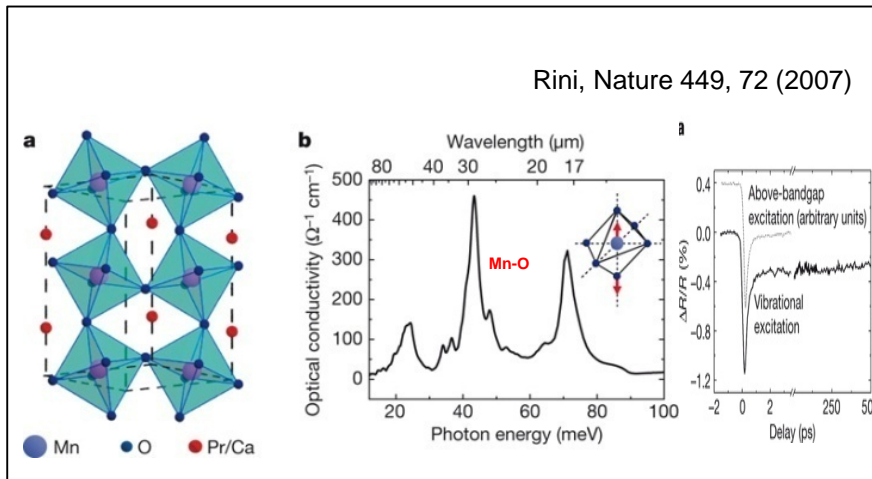 Rini, Nature 449, 72 (2007)
a
Mn
O
Pr/Ca
b
Wavelength (μm)
80
40
30
20
17
Optical conductivity (Ω⁻¹ cm⁻¹)
500
400
300
200
100
0
Mn-O
20
40
60
80
100
Photon energy (meV)
a
ΔR/R (%)
0.4
0.0
-0.4
-0.8
-1.2
Above-bandgap
excitation (arbitrary units)
Vibrational
excitation
-2
0
2
250
50
Delay (ps)